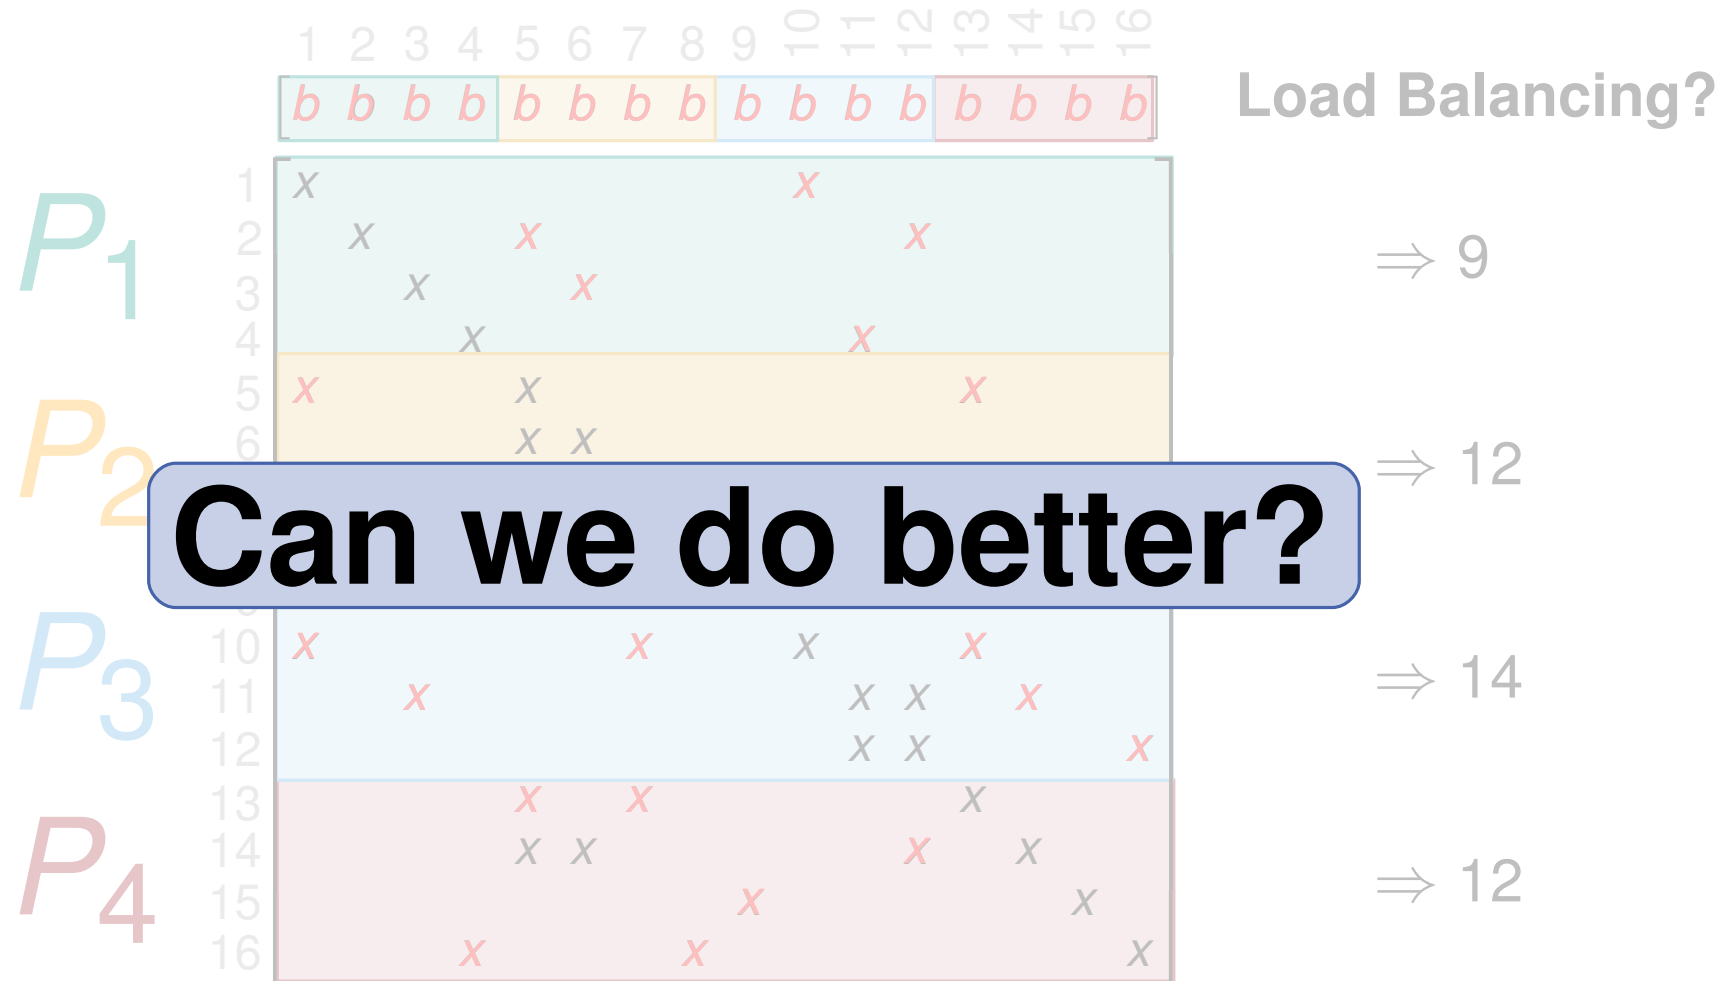 1 2 3 4 5 6 7 8 9 10 11 12 13 14 15 16
b b b b b b b b b b b b b b b b
Load Balancing?
P1
1 x x
2 x x x
3 x x
4 x x
⇒ 9
P2
5 x x x
6 x x
⇒ 12
Can we do better?
P3
10 x x x x
11 x x x x
12 x x x
⇒ 14
P4
13 x x x
14 x x x x
15 x x
16 x x x
⇒ 12